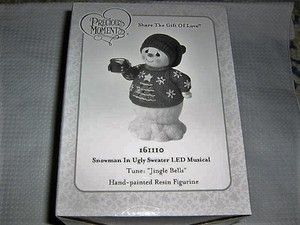 PRECIOUS
MOMENTS
Share The Gift Of Love
161110
Snowman In Ugly Sweater LED Musical
Tune: "Jingle Bells"
Hand-painted Resin Figurine